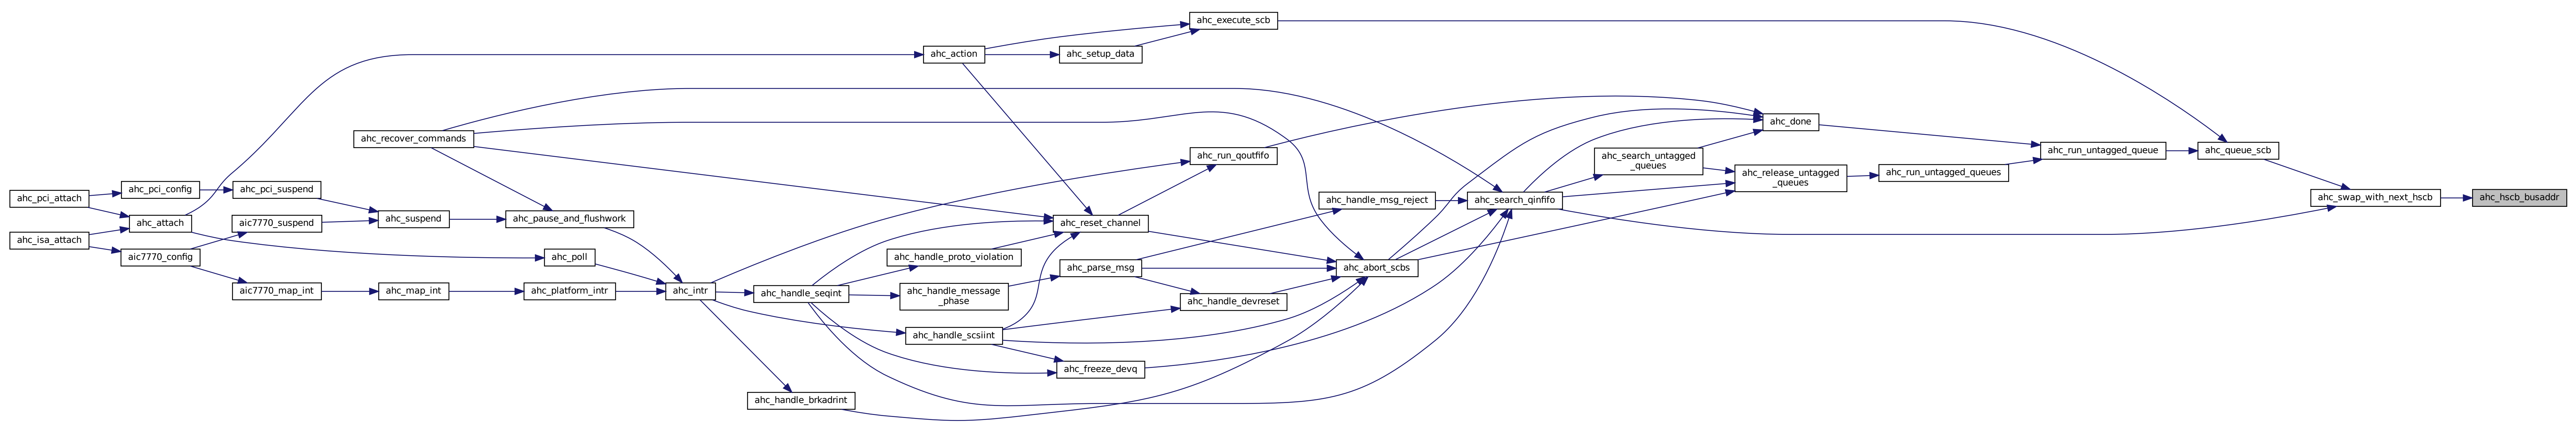 ahc_execute_scb
ahc_action
ahc_setup_data
ahc_done
ahc_recover_commands
ahc_run_untagged_queue
ahc_queue_scb
ahc_run_qoutfifo
ahc_search_untagged
_queues
ahc_release_untagged
_queues
ahc_run_untagged_queues
ahc_pci_attach
ahc_pci_config
ahc_pci_suspend
ahc_handle_msg_reject
ahc_search_qinfifo
ahc_swap_with_next_hscb
ahc_hscb_busaddr
ahc_attach
aic7770_suspend
ahc_suspend
ahc_pause_and_flushwork
ahc_reset_channel
ahc_isa_attach
aic7770_config
ahc_poll
ahc_handle_proto_violation
ahc_parse_msg
ahc_abort_scbs
aic7770_map_int
ahc_map_int
ahc_platform_intr
ahc_intr
ahc_handle_seqint
ahc_handle_message
_phase
ahc_handle_devreset
ahc_handle_scsiint
ahc_freeze_devq
ahc_handle_brkadrint